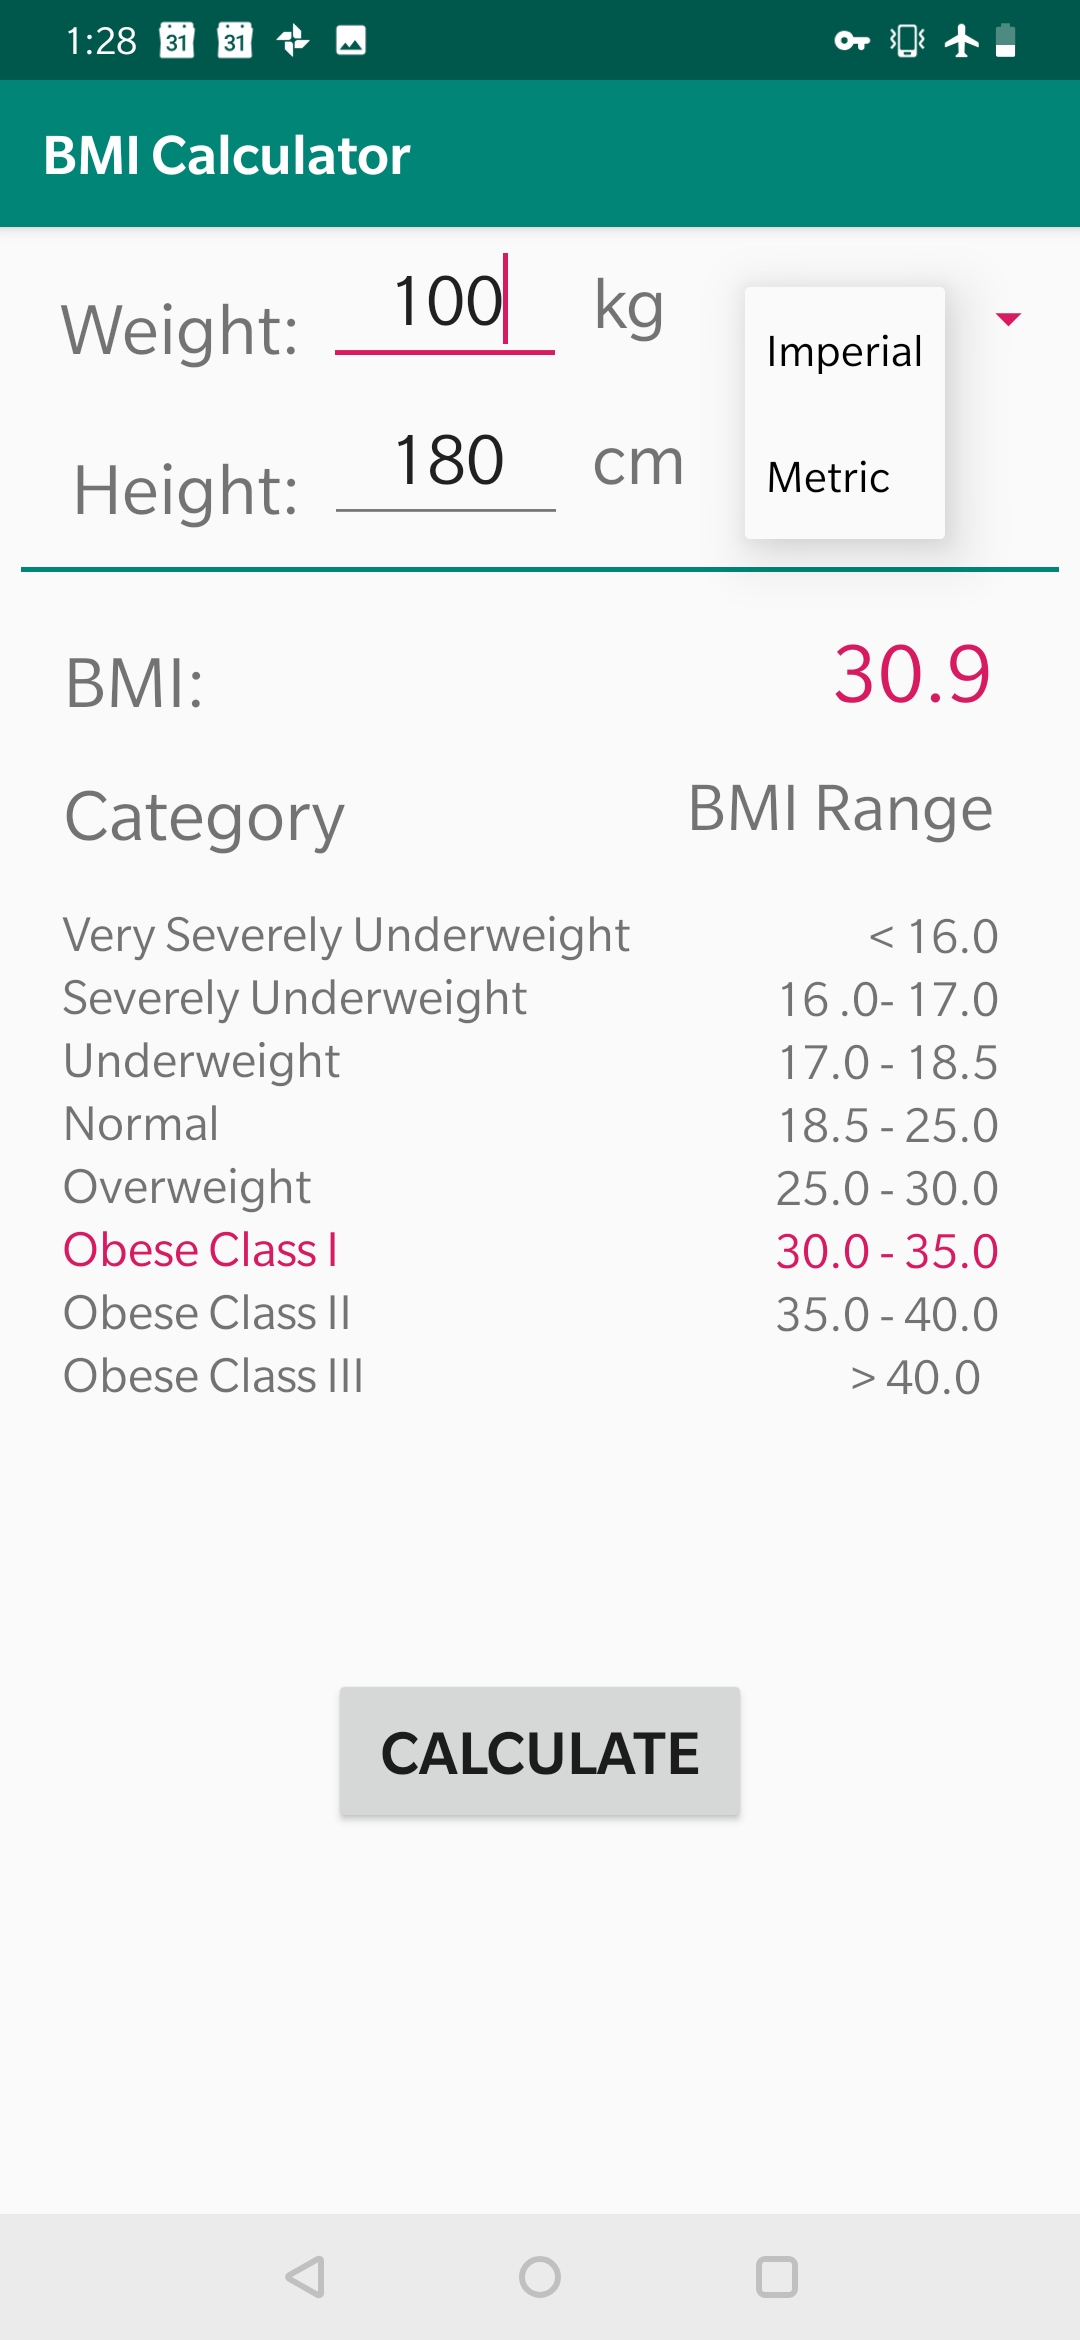 1:28 31 31
BMI Calculator
Weight: 100 kg
Imperial
Height: 180 cm
Metric
BMI: 30.9
Category BMI Range
Very Severely Underweight < 16.0
Severely Underweight 16 .0- 17.0
Underweight 17.0 - 18.5
Normal 18.5 - 25.0
Overweight 25.0 - 30.0
Obese Class I 30.0 - 35.0
Obese Class II 35.0 - 40.0
Obese Class III > 40.0
CALCULATE